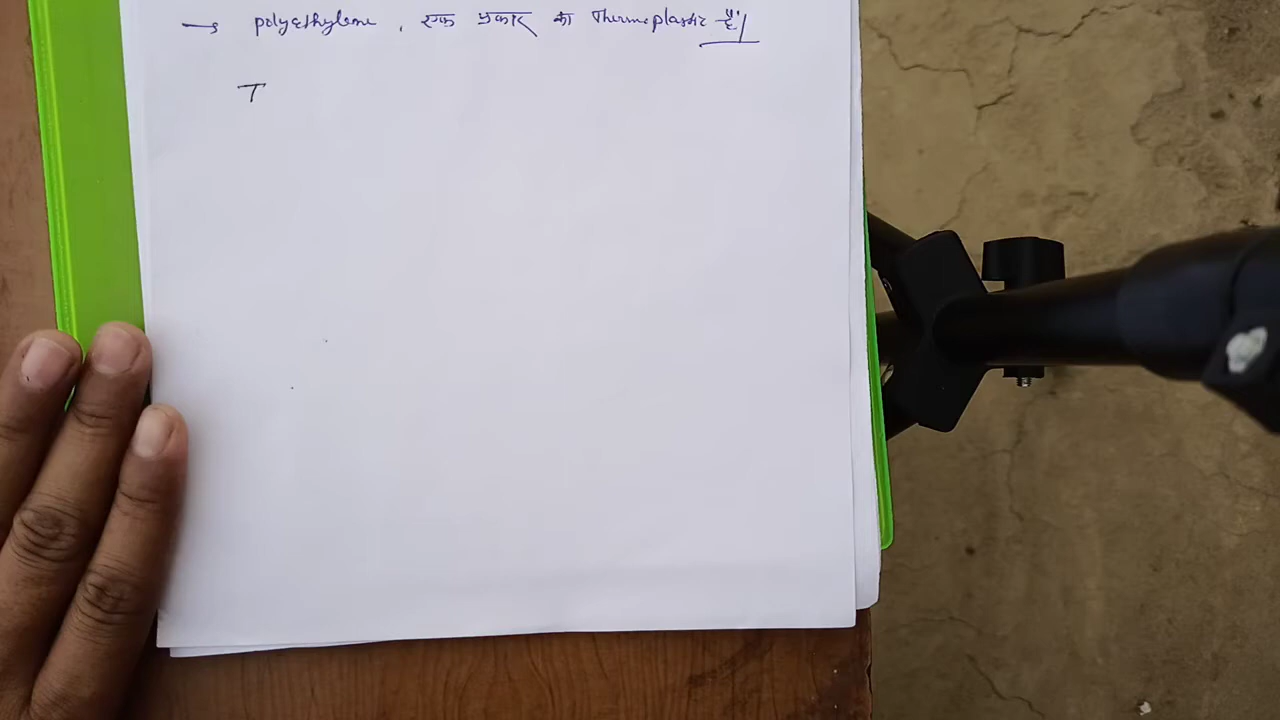 → polyethylene, एक प्रकार का Thermoplastic है।
T